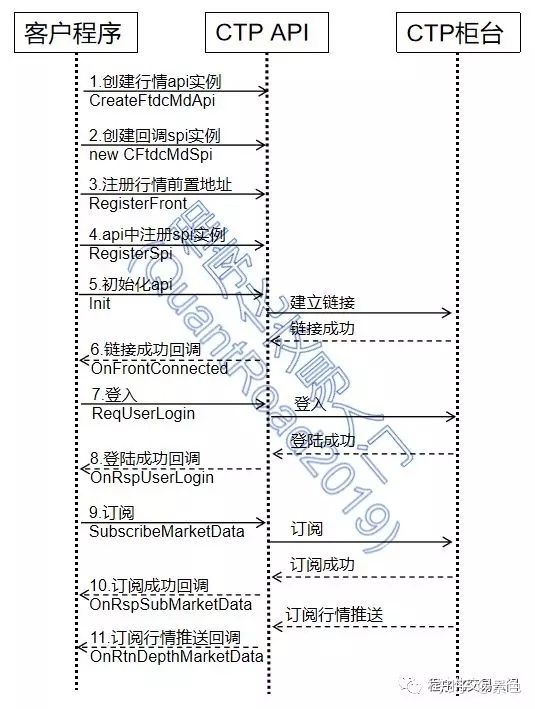 客户程序
CTP API
CTP柜台
1.创建行情api实例
CreateFtdcMdApi
2.创建回调spi实例
new CFtdcMdSpi
3.注册行情前置地址
RegisterFront
4.api中注册spi实例
RegisterSpi
5.初始化api
Init
建立链接
链接成功
6.链接成功回调
OnFrontConnected
7.登入
ReqUserLogin
登入
登陆成功
8.登陆成功回调
OnRspUserLogin
9.订阅
SubscribeMarketData
订阅
订阅成功
10.订阅成功回调
OnRspSubMarketData
订阅行情推送
11.订阅行情推送回调
OnRtnDepthMarketData
(QuantRoad2019)